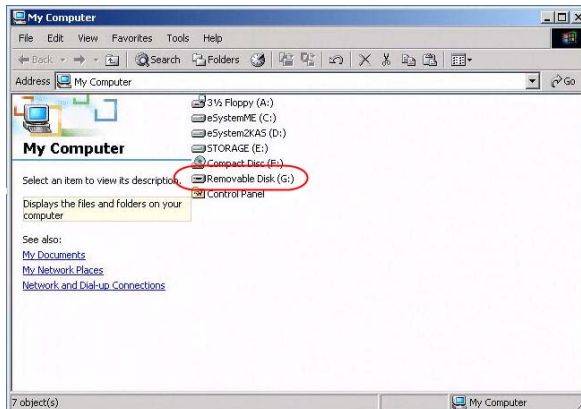 My Computer
File Edit View Favorites Tools Help
Back Search Folders
Address My Computer Go
3½ Floppy (A:)
eSystemME (C:)
eSystem2KAS (D:)
STORAGE (E:)
Compact Disc (F:)
Removable Disk (G:)
Control Panel
My Computer
Select an item to view its description.
Displays the files and folders on your
computer
See also:
My Documents
My Network Places
Network and Dial-up Connections
7 object(s) My Computer